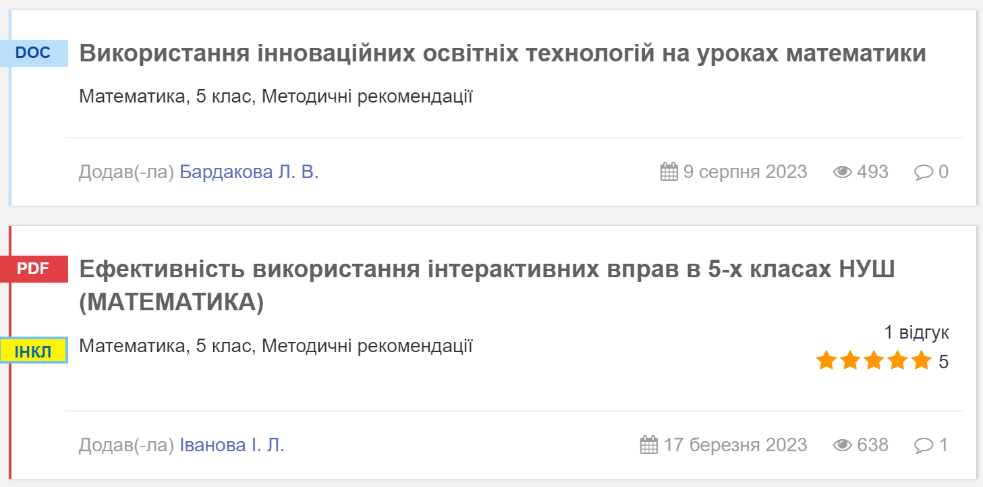 DOC
Використання інноваційних освітніх технологій на уроках математики
Математика, 5 клас, Методичні рекомендації
Додав(-ла) Бардакова Л. В. 9 серпня 2023 493 0
PDF
Ефективність використання інтерактивних вправ в 5-х класах НУШ
(МАТЕМАТИКА)
1 відгук
ІНКЛ
Математика, 5 клас, Методичні рекомендації
5
Додав(-ла) Іванова І. Л. 17 березня 2023 638 1